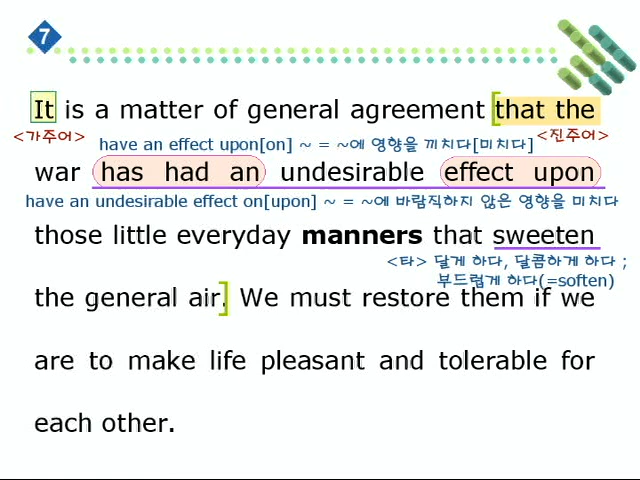 7
It is a matter of general agreement that the
<가주어> have an effect upon[on] ~ = ~에 영향을 끼치다[미치다] <진주어>
war has had an undesirable effect upon
have an undesirable effect on[upon] ~ = ~에 바람직하지 않은 영향을 미치다
those little everyday manners that sweeten
<타> 달게 하다, 달콤하게 하다 ;
부드럽게 하다(=soften)
the general air. We must restore them if we
are to make life pleasant and tolerable for
each other.